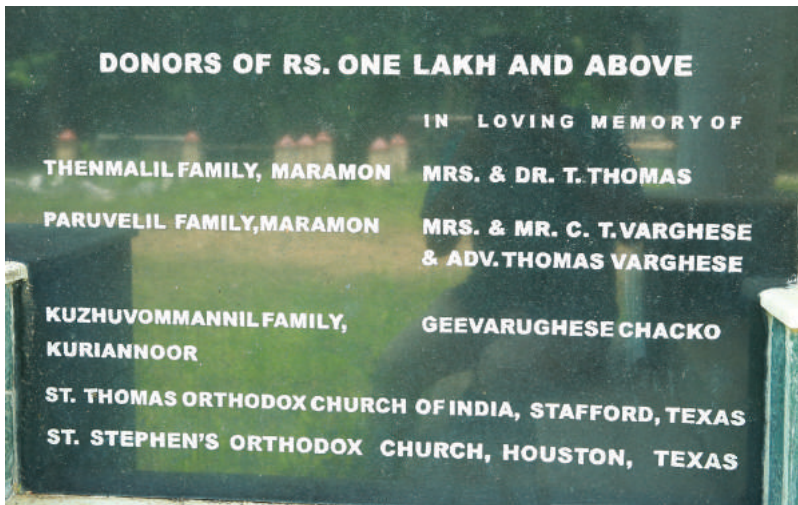 DONORS OF RS. ONE LAKH AND ABOVE
IN LOVING MEMORY OF
THENMALIL FAMILY, MARAMON MRS. & DR. T. THOMAS
PARUVELIL FAMILY,MARAMON MRS. & MR. C. T. VARGHESE
& ADV. THOMAS VARGHESE
KUZHUVOMMANNIL FAMILY, GEEVARUGHESE CHACKO
KURIANNOOR
ST. THOMAS ORTHODOX CHURCH OF INDIA, STAFFORD, TEXAS
ST. STEPHEN'S ORTHODOX CHURCH, HOUSTON, TEXAS